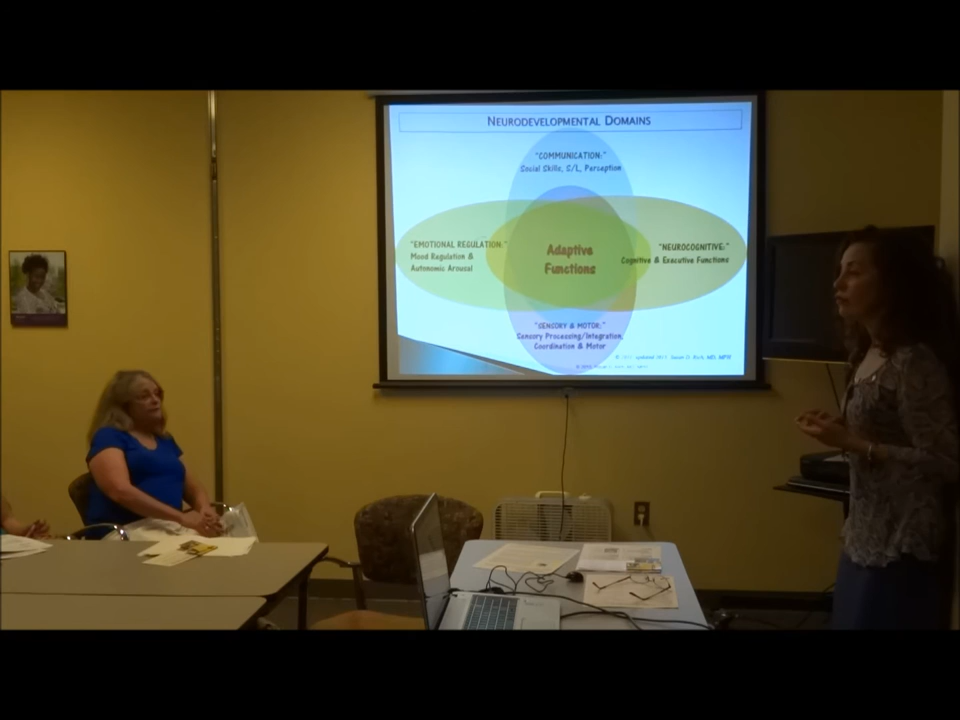 NEURODEVELOPMENTAL DOMAINS
"COMMUNICATION:"
Social Skills, S/L, Perception
"EMOTIONAL REGULATION:"
Mood Regulation &
Autonomic Arousal
Adaptive
Functions
"NEUROCOGNITIVE:"
Cognitive & Executive Functions
"SENSORY & MOTOR:"
Sensory Processing/Integration,
Coordination & Motor